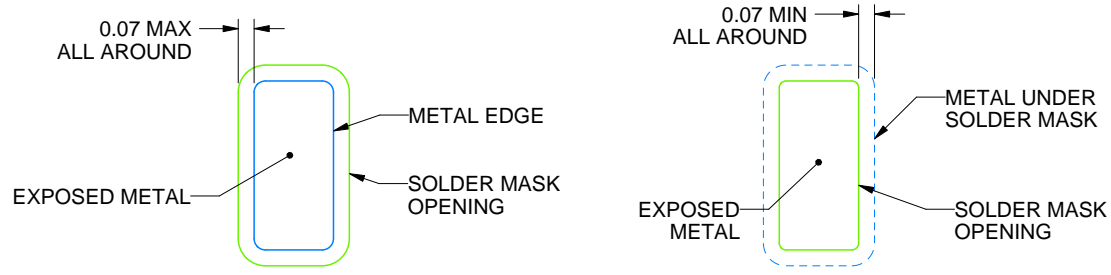 0.07 MAX
ALL AROUND
METAL EDGE
EXPOSED METAL
SOLDER MASK
OPENING
0.07 MIN
ALL AROUND
METAL UNDER
SOLDER MASK
EXPOSED
METAL
SOLDER MASK
OPENING